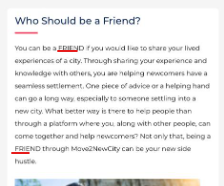 Who Should be a Friend?
You can be a FRIEND if you would like to share your lived
experiences of a city. Through sharing your experience and
knowledge with others, you are helping newcomers have a
seamless settlement. One piece of advice or a helping hand
can go a long way, especially to someone settling into a
new city. What better way is there to help people than
through a platform where you, along with other people, can
come together and help newcomers? Not only that, being a
FRIEND through Move2NewCity can be your new side
hustle.